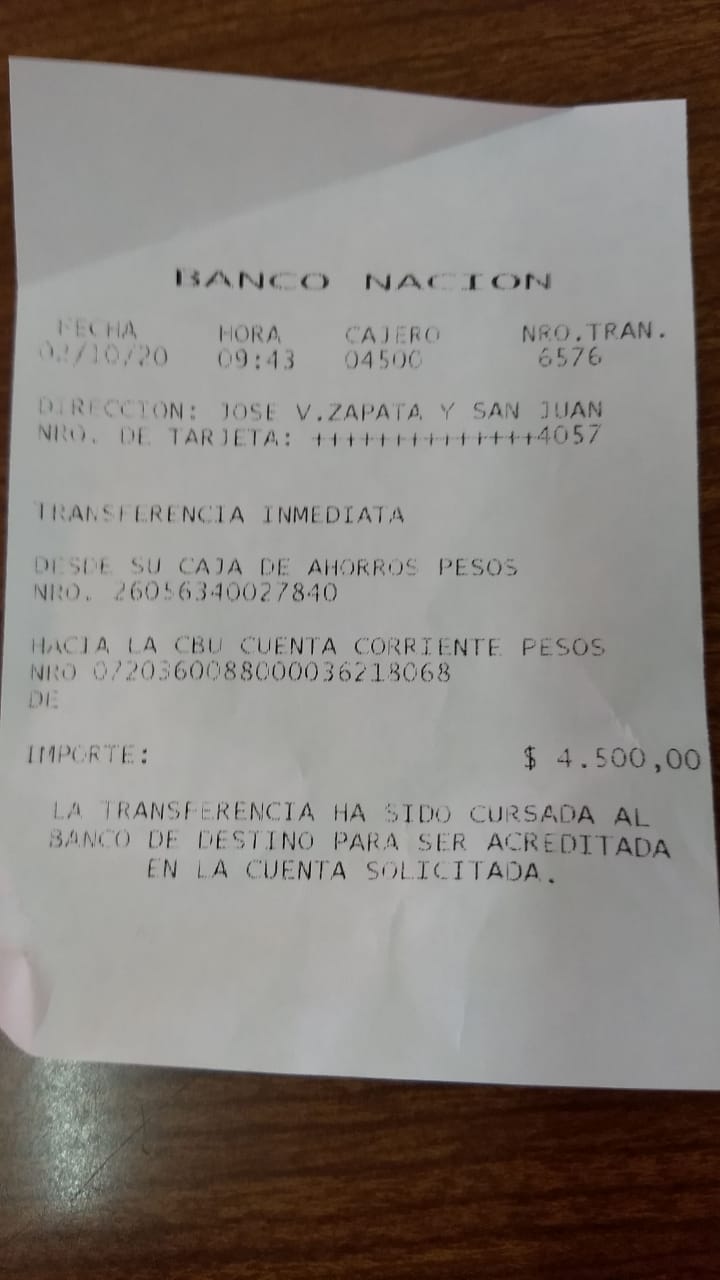 BANCO NACION
FECHA HORA CAJERO NRO.TRAN.
02/10/20 09:43 04500 6576
DIRECCION: JOSE V.ZAPATA Y SAN JUAN
NRO. DE TARJETA: +++++++++++++++4057
TRANSFERENCIA INMEDIATA
DESDE SU CAJA DE AHORROS PESOS
NRO. 26056340027840
HACIA LA CBU CUENTA CORRIENTE PESOS
NRO 0720360088000036218068
DE
IMPORTE: $ 4.500,00
LA TRANSFERENCIA HA SIDO CURSADA AL
BANCO DE DESTINO PARA SER ACREDITADA
EN LA CUENTA SOLICITADA.